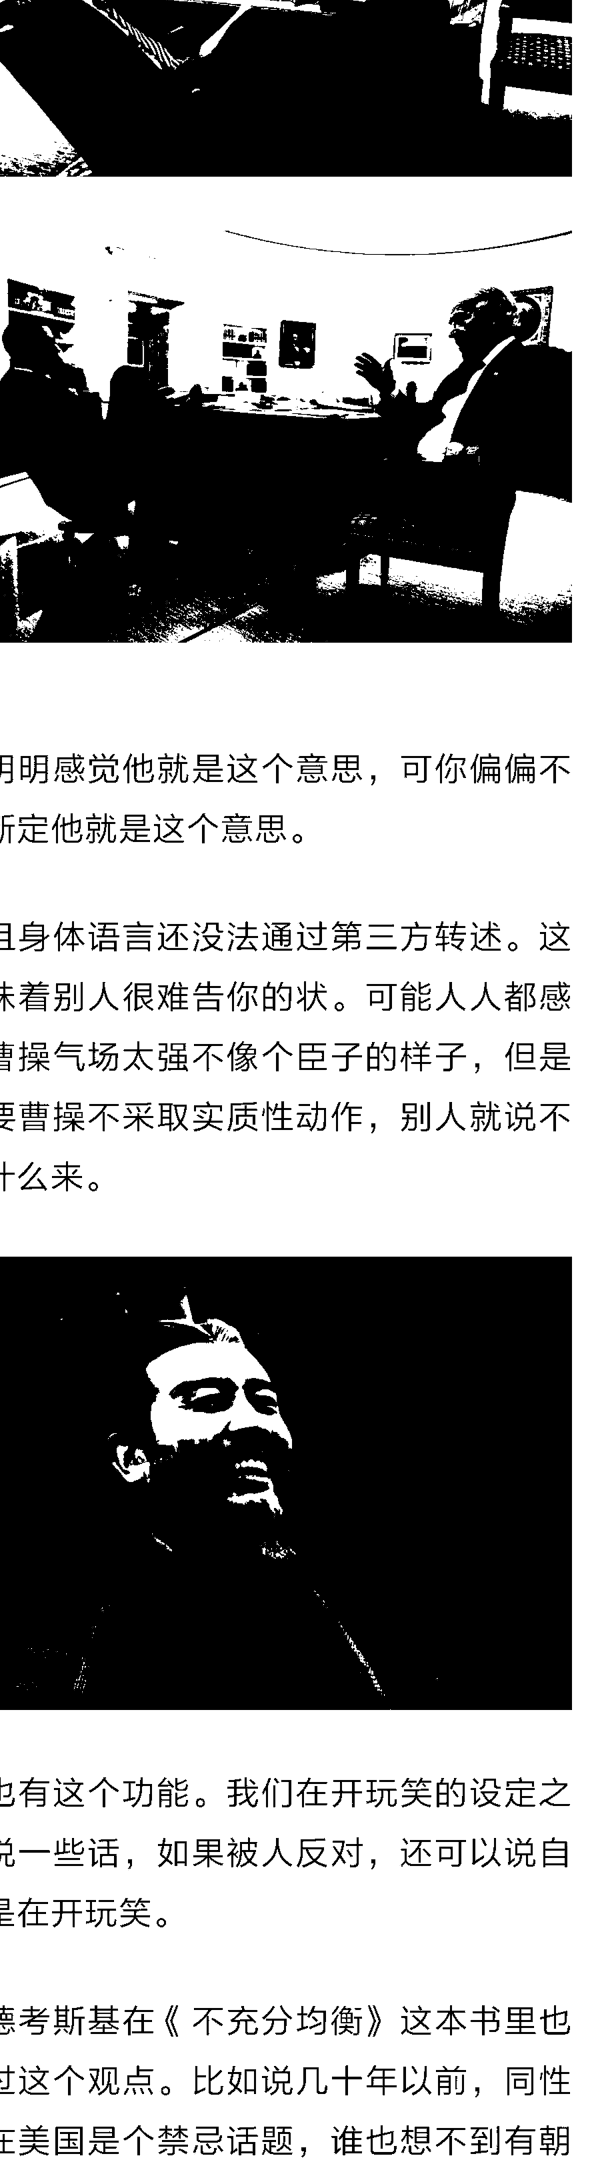 明明感觉他就是这个意思，可你偏偏不
断定他就是这个意思。
且身体语言还没法通过第三方转述。这
味着别人很难告你的状。可能人人都感
曹操气场太强不像个臣子的样子，但是
要曹操不采取实质性动作，别人就说不
什么来。
也有这个功能。我们在开玩笑的设定之
说一些话，如果被人反对，还可以说自
是在开玩笑。
德考斯基在《不充分均衡》这本书里也
过这个观点。比如说几十年以前，同性
在美国是个禁忌话题，谁也想不到有朝